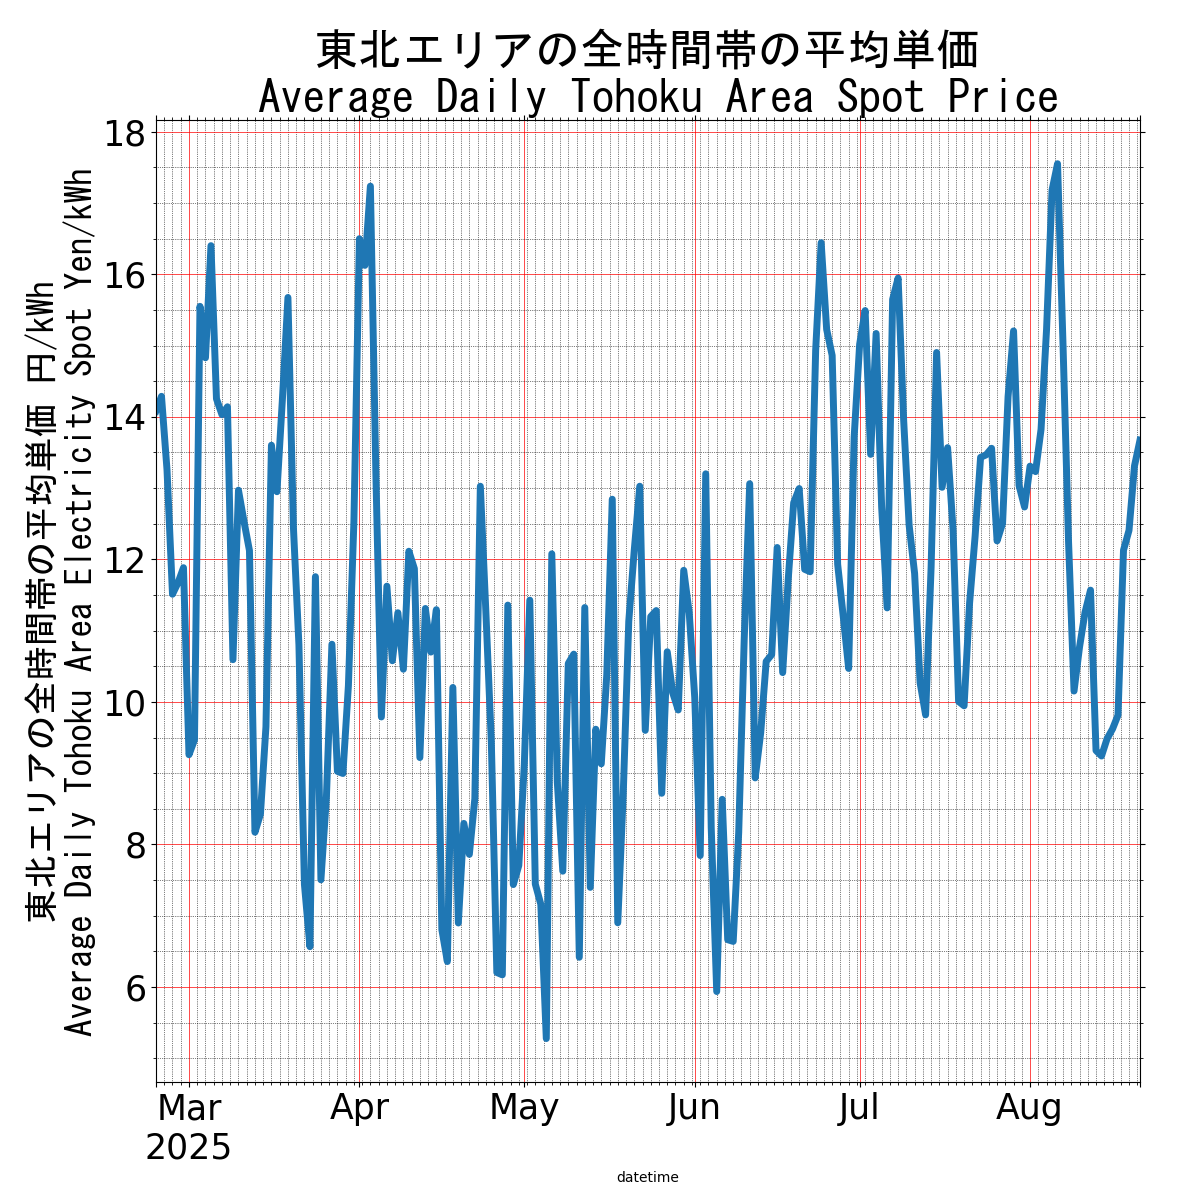 東北エリアの全時間帯の平均単価
Average Daily Tohoku Area Spot Price
東北エリアの全時間帯の平均単価 円/kWh
Average Daily Tohoku Area Electricity Spot Yen/kWh
18
16
14
12
10
8
6
Mar
2025
Apr
May
Jun
Jul
Aug
datetime